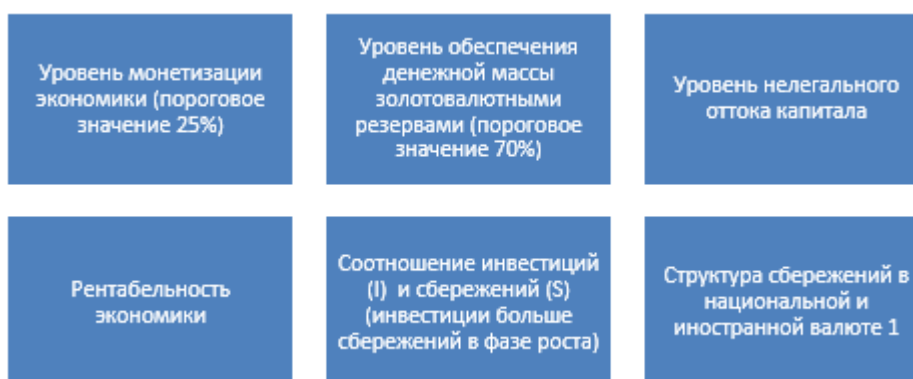 Уровень монетизации
экономики (пороговое
значение 25%)
Уровень обеспечения
денежной массы
золотовалютными
резервами (пороговое
значение 70%)
Уровень нелегального
оттока капитала
Рентабельность
экономики
Соотношение инвестиций
(I) и сбережений (S)
(инвестиции больше
сбережений в фазе роста)
Структура сбережений в
национальной и
иностранной валюте 1